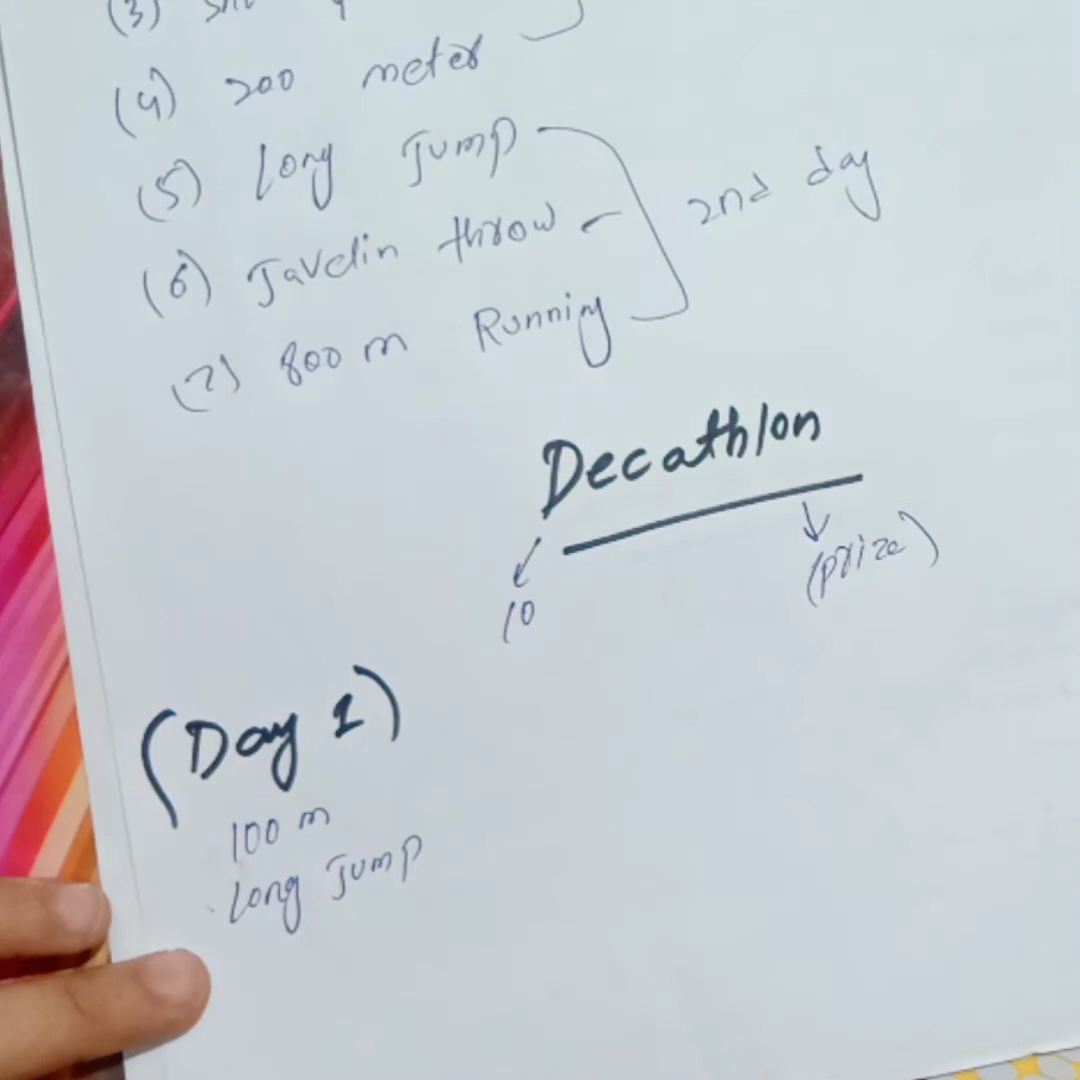 (3)
(4) 200 meter
(5) Long Jump
(6) Javelin throw
2nd day
(7) 800 m Running
Decathlon
10
(prize)
(Day 1)
100 m
Long Jump